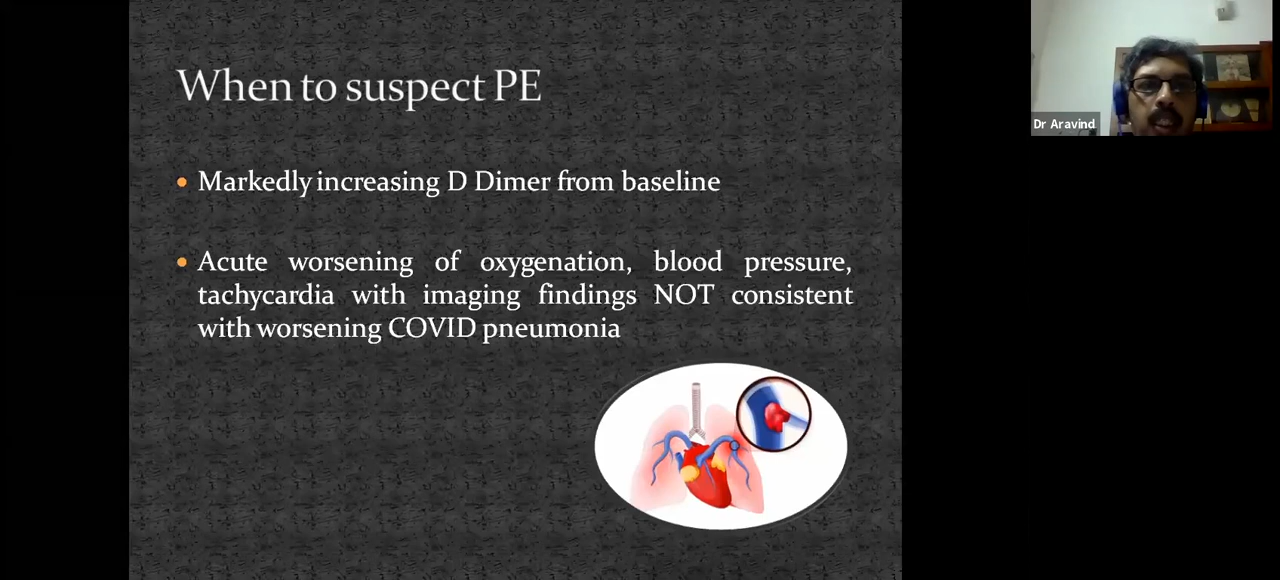 When to suspect PE
Markedly increasing D Dimer from baseline
Acute worsening of oxygenation, blood pressure,
tachycardia with imaging findings NOT consistent
with worsening COVID pneumonia
Dr Aravind